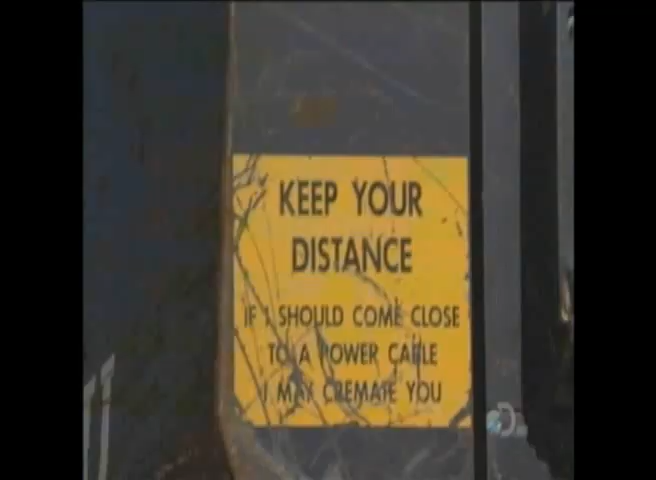 KEEP YOUR
DISTANCE
IF I SHOULD COME CLOSE
TO A POWER CABLE
I MAY CREMATE YOU